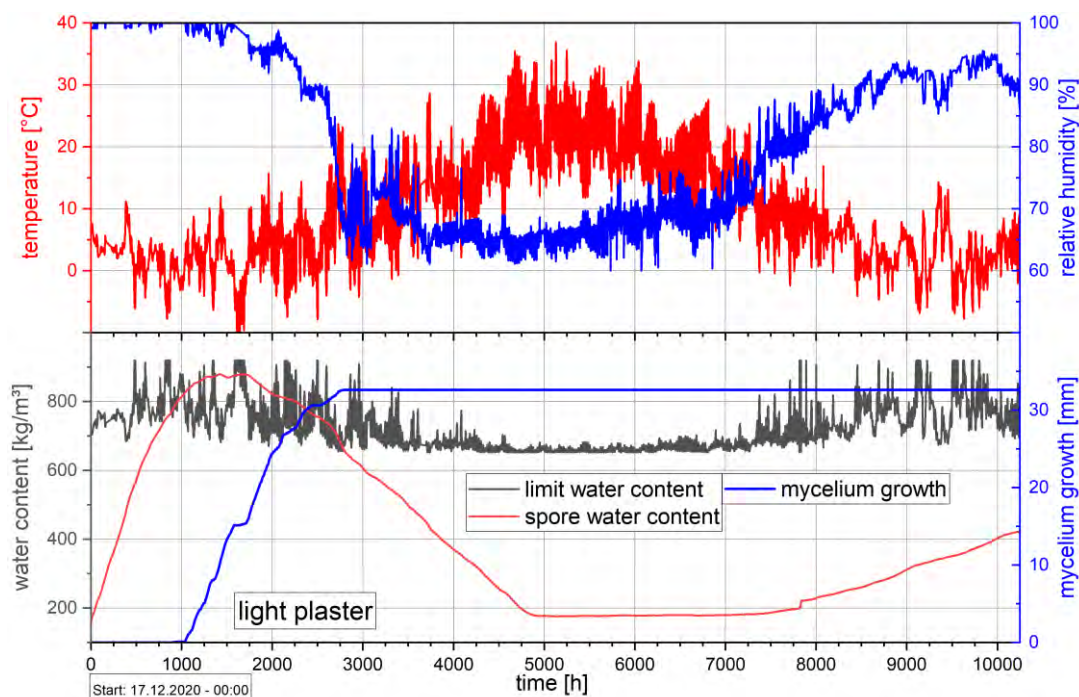 40
30
20
10
0
temperature [°C]
100
90
80
70
60
relative humidity [%]
800
600
400
200
water content [kg/m³]
30
20
10
0
mycelium growth [mm]
limit water content
spore water content
mycelium growth
light plaster
0 1000 2000 3000 4000 5000 6000 7000 8000 9000 10000
time [h]
Start: 17.12.2020 - 00:00